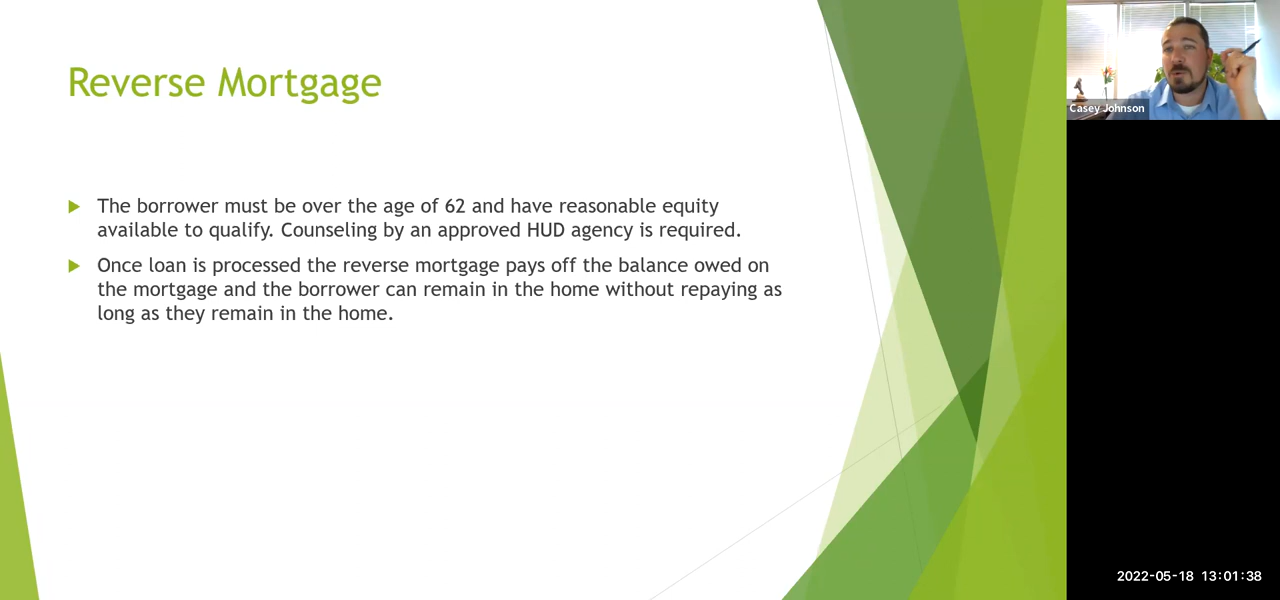 Reverse Mortgage
The borrower must be over the age of 62 and have reasonable equity
available to qualify. Counseling by an approved HUD agency is required.
Once loan is processed the reverse mortgage pays off the balance owed on
the mortgage and the borrower can remain in the home without repaying as
long as they remain in the home.
Casey Johnson
2022-05-18 13:01:38